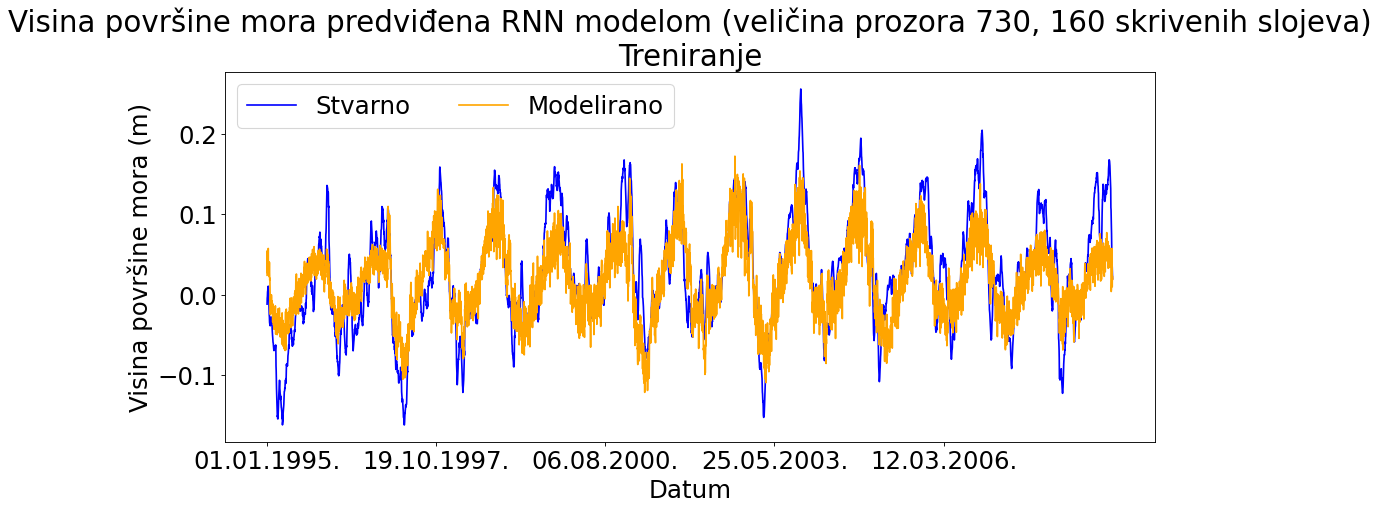 Visina površine mora predviđena RNN modelom (veličina prozora 730, 160 skrivenih slojeva)
Treniranje
Stvarno Modelirano
Visina površine mora (m)
0.2
0.1
0.0
−0.1
01.01.1995. 19.10.1997. 06.08.2000. 25.05.2003. 12.03.2006.
Datum